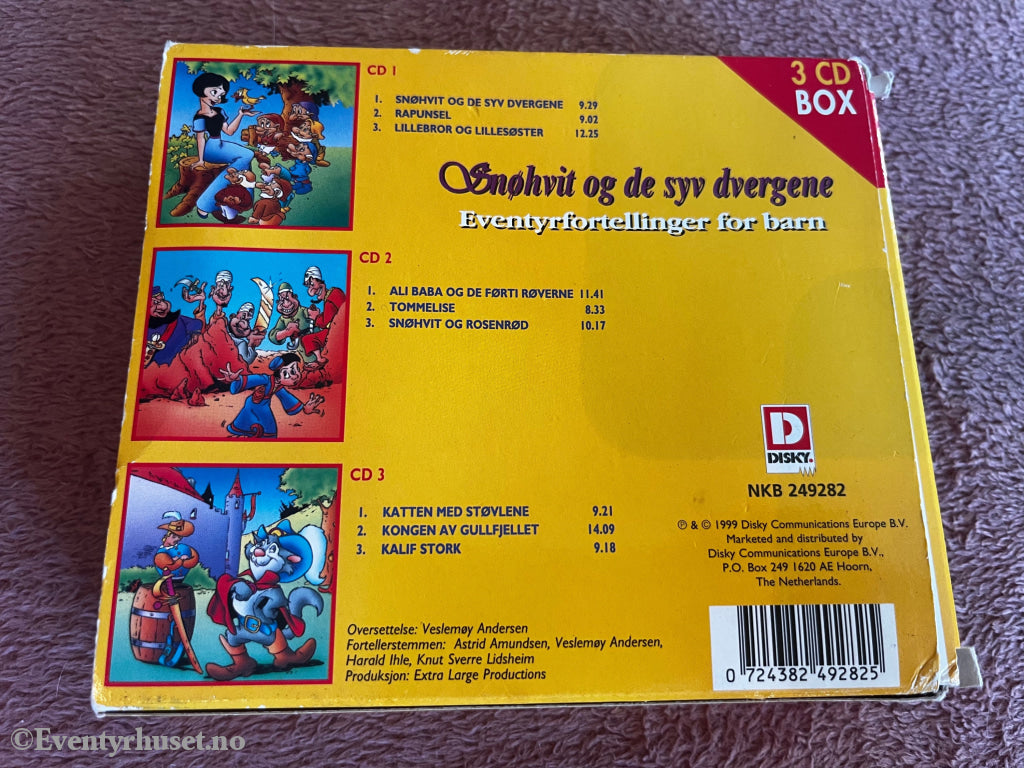 3 CD
BOX
CD 1
1. SNØHVIT OG DE SYV DVERGENE 9.29
2. RAPUNSEL 9.02
3. LILLEBROR OG LILLESØSTER 12.25
Snøhvit og de syv dvergene
Eventyrfortellinger for barn
CD 2
1. ALI BABA OG DE FØRTI RØVERNE 11.41
2. TOMMELISE 8.33
3. SNØHVIT OG ROSENRØD 10.17
CD 3
1. KATTEN MED STØVLENE 9.21
2. KONGEN AV GULLFJELLET 14.09
3. KALIF STORK 9.18
D
DISKY.
NKB 249282
℗ & © 1999 Disky Communications Europe B.V.
Marketed and distributed by
Disky Communications Europe B.V.,
P.O. Box 249 1620 AE Hoorn,
The Netherlands.
Oversettelse: Veslemøy Andersen
Fortellerstemmen: Astrid Amundsen, Veslemøy Andersen,
Harald Ihle, Knut Sverre Lidsheim
Produksjon: Extra Large Productions
0 724382 492825
©Eventyrhuset.no